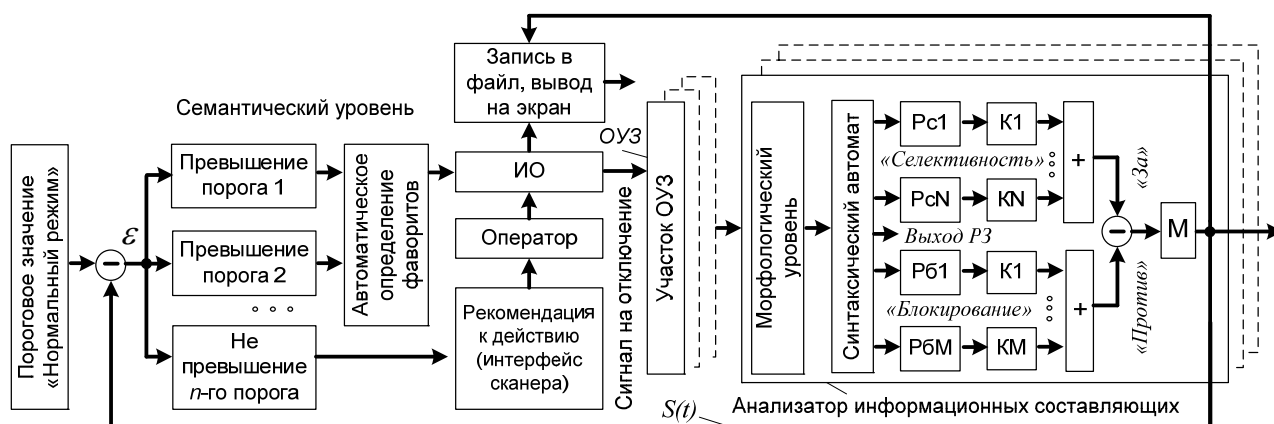 Запись в
файл, вывод
на экран
Семантический уровень
Пороговое значение
«Нормальный режим»
ε
Превышение
порога 1
Превышение
порога 2
Не
превышение
n-го порога
Автоматическое
определение
фаворитов
ИО
Оператор
Рекомендация
к действию
(интерфейс
сканера)
Сигнал на отключение
ОУЗ
Участок ОУЗ
Морфологический
уровень
Синтаксический автомат
Рс1
К1
«Селективность»
РсN
КN
Выход РЗ
Рб1
К1
«Блокирование»
РбМ
КМ
+
+
«За»
«Против»
−
−
М
S(t)
Анализатор информационных составляющих